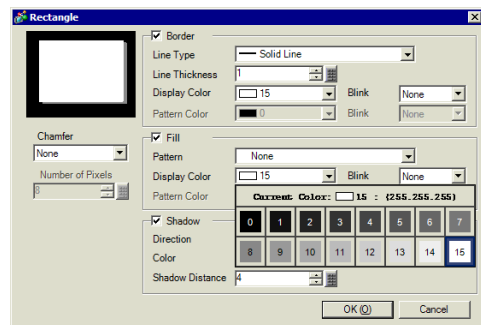 Rectangle
Border
Line Type
Solid Line
Line Thickness
1
Display Color
15
Blink
None
Pattern Color
0
Blink
None
Chamfer
None
Number of Pixels
8
Fill
Pattern
None
Display Color
15
Blink
None
Pattern Color
Current Color: 15 : (255.255.255)
0 1 2 3 4 5 6 7
8 9 10 11 12 13 14 15
Shadow
Direction
Color
Shadow Distance
4
OK (O)
Cancel